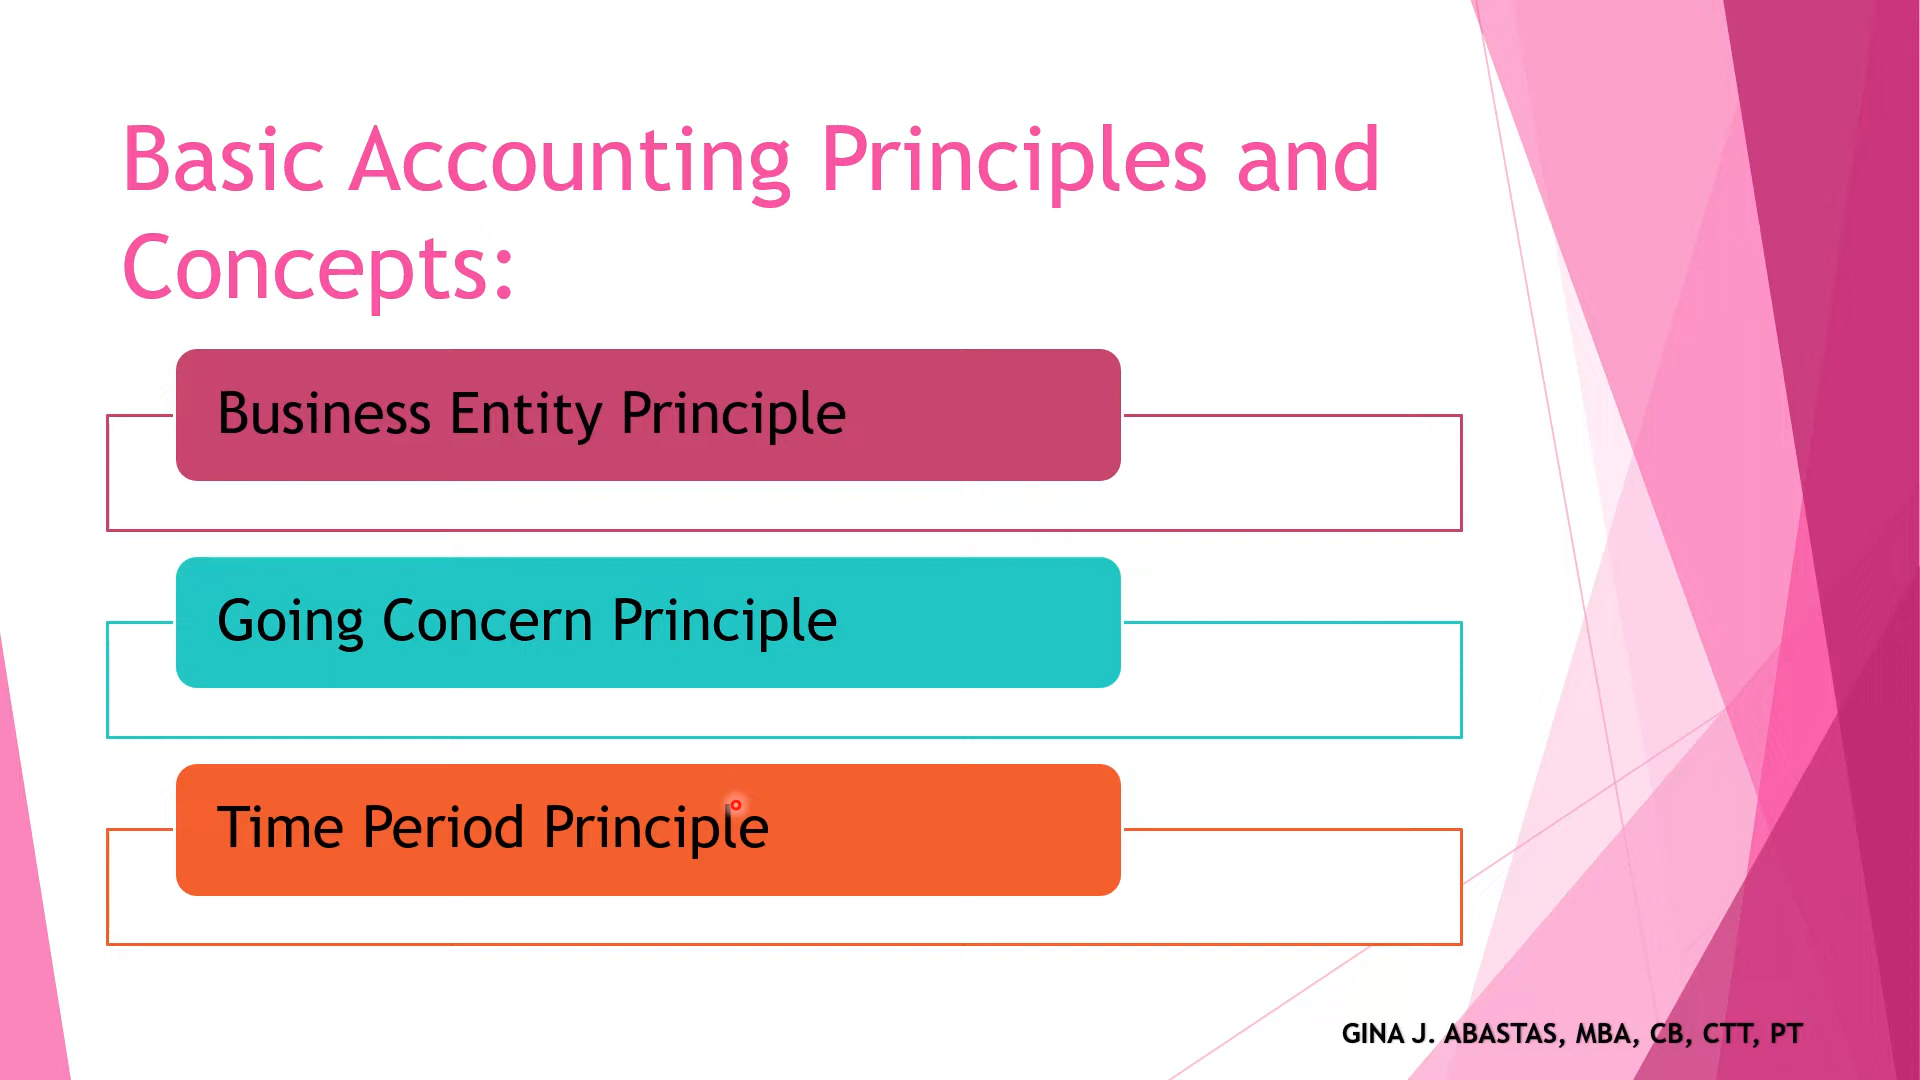 Basic Accounting Principles and
Concepts:
Business Entity Principle
Going Concern Principle
Time Period Principle
GINA J. ABASTAS, MBA, CB, CTT, PT